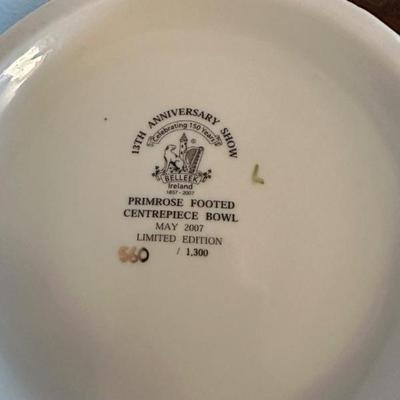 13TH ANNIVERSARY SHOW
Celebrating 150 Years
®
BELLEEK
Ireland
1857 - 2007
L
PRIMROSE FOOTED
CENTREPIECE BOWL
MAY 2007
LIMITED EDITION
560 / 1,300